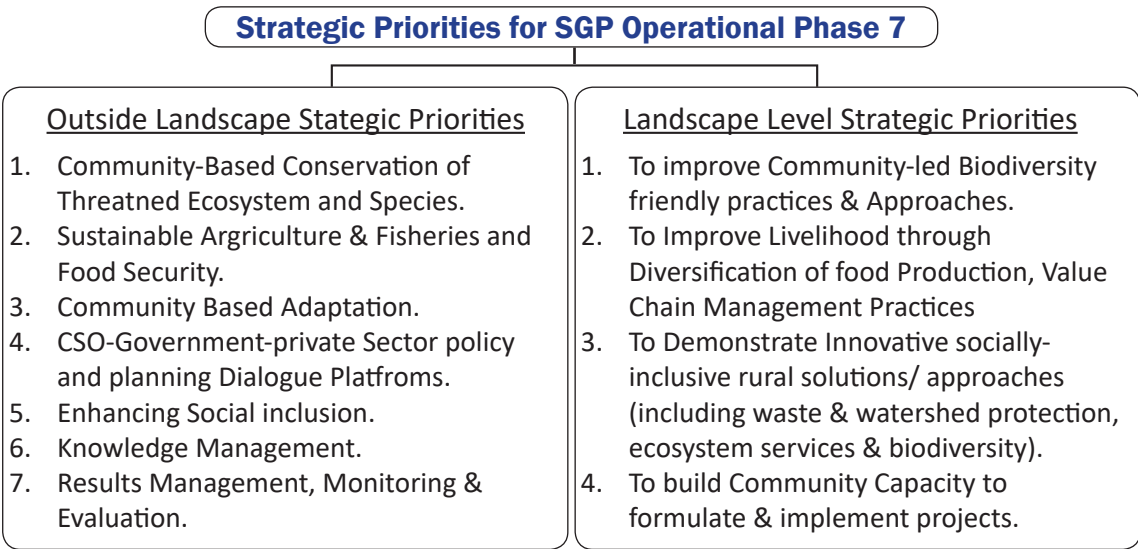 Strategic Priorities for SGP Operational Phase 7
Outside Landscape Stategic Priorities
1. Community-Based Conservation of
Threatned Ecosystem and Species.
2. Sustainable Argriculture & Fisheries and
Food Security.
3. Community Based Adaptation.
4. CSO-Government-private Sector policy
and planning Dialogue Platfroms.
5. Enhancing Social inclusion.
6. Knowledge Management.
7. Results Management, Monitoring &
Evaluation.
Landscape Level Strategic Priorities
1. To improve Community-led Biodiversity
friendly practices & Approaches.
2. To Improve Livelihood through
Diversification of food Production, Value
Chain Management Practices
3. To Demonstrate Innovative socially-
inclusive rural solutions/ approaches
(including waste & watershed protection,
ecosystem services & biodiversity).
4. To build Community Capacity to
formulate & implement projects.